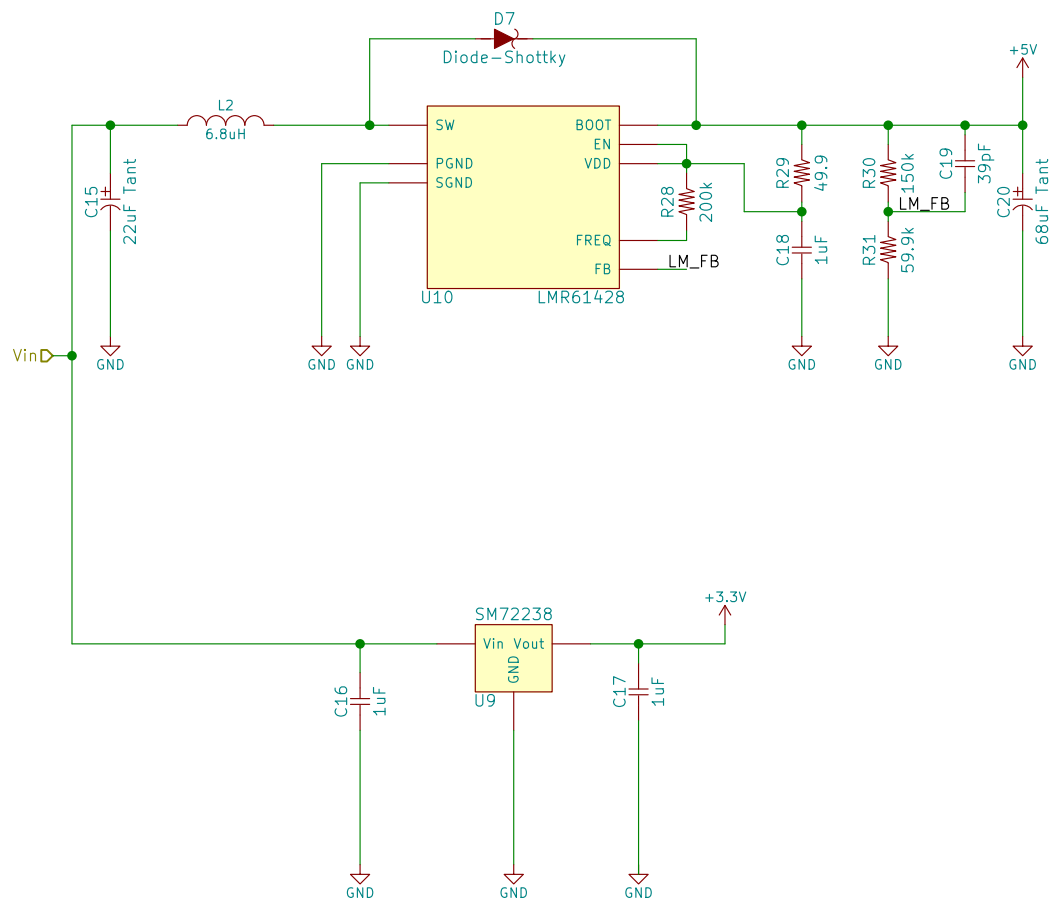 D7
Diode-Shottky
+5V
L2
6.8uH
C15
22uF Tant
SW
PGND
SGND
BOOT
EN
VDD
FREQ
FB
U10
LMR61428
R28
200k
LM_FB
R29
49.9
C18
1uF
R30
150k
LM_FB
R31
59.9k
C19
39pF
C20
68uF Tant
Vin
GND
GND
GND
GND
GND
GND
+3.3V
SM72238
Vin Vout
GND
U9
C16
1uF
C17
1uF
GND
GND
GND